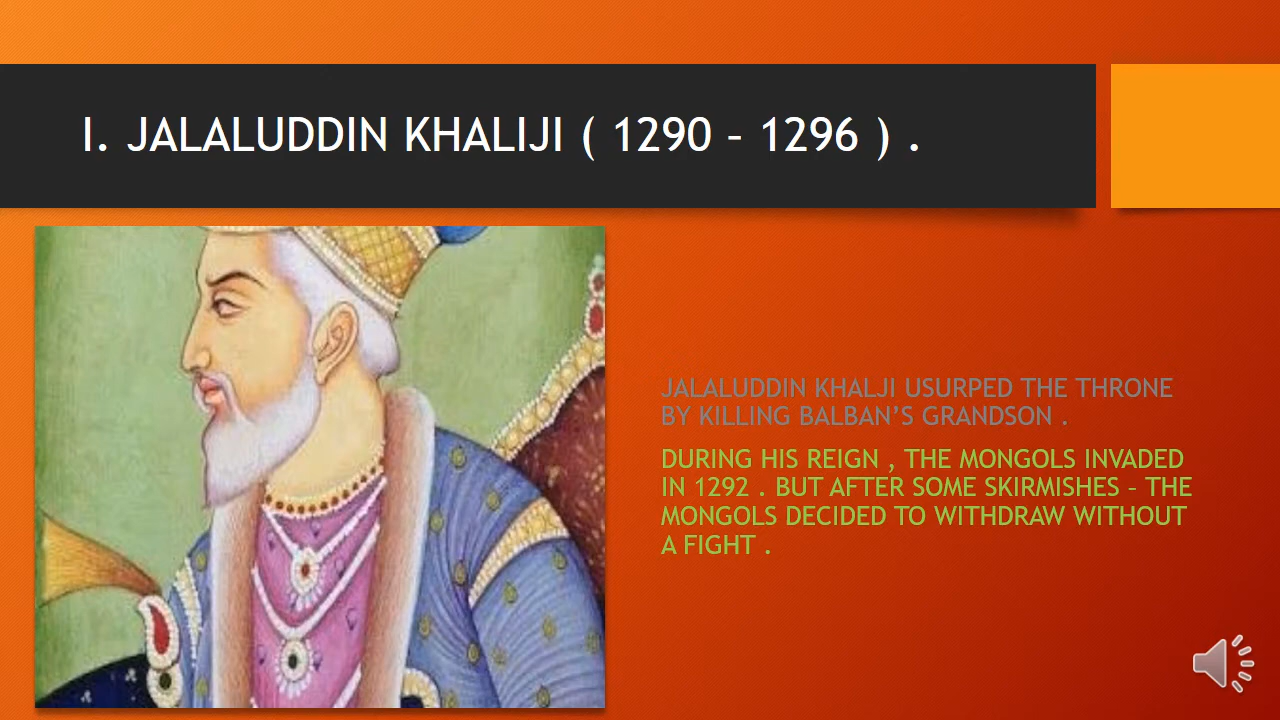 I. JALALUDDIN KHALIJI ( 1290 – 1296 ) .
JALALUDDIN KHALJI USURPED THE THRONE
BY KILLING BALBAN’S GRANDSON .
DURING HIS REIGN , THE MONGOLS INVADED
IN 1292 . BUT AFTER SOME SKIRMISHES – THE
MONGOLS DECIDED TO WITHDRAW WITHOUT
A FIGHT .